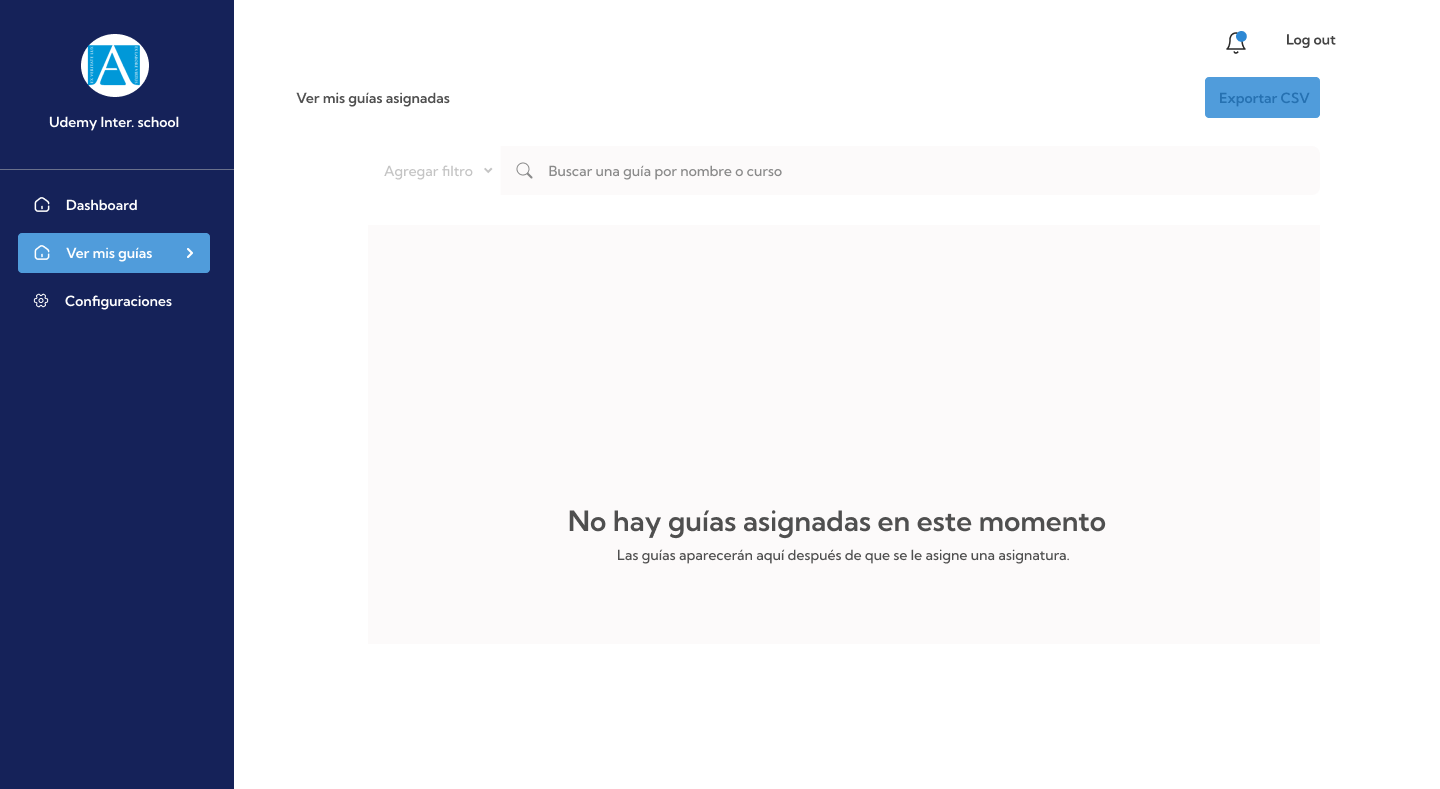 A
Udemy Inter. school
Dashboard
Ver mis guías
Configuraciones
Log out
Ver mis guías asignadas
Exportar CSV
Agregar filtro
Buscar una guía por nombre o curso
No hay guías asignadas en este momento
Las guías aparecerán aquí después de que se le asigne una asignatura.